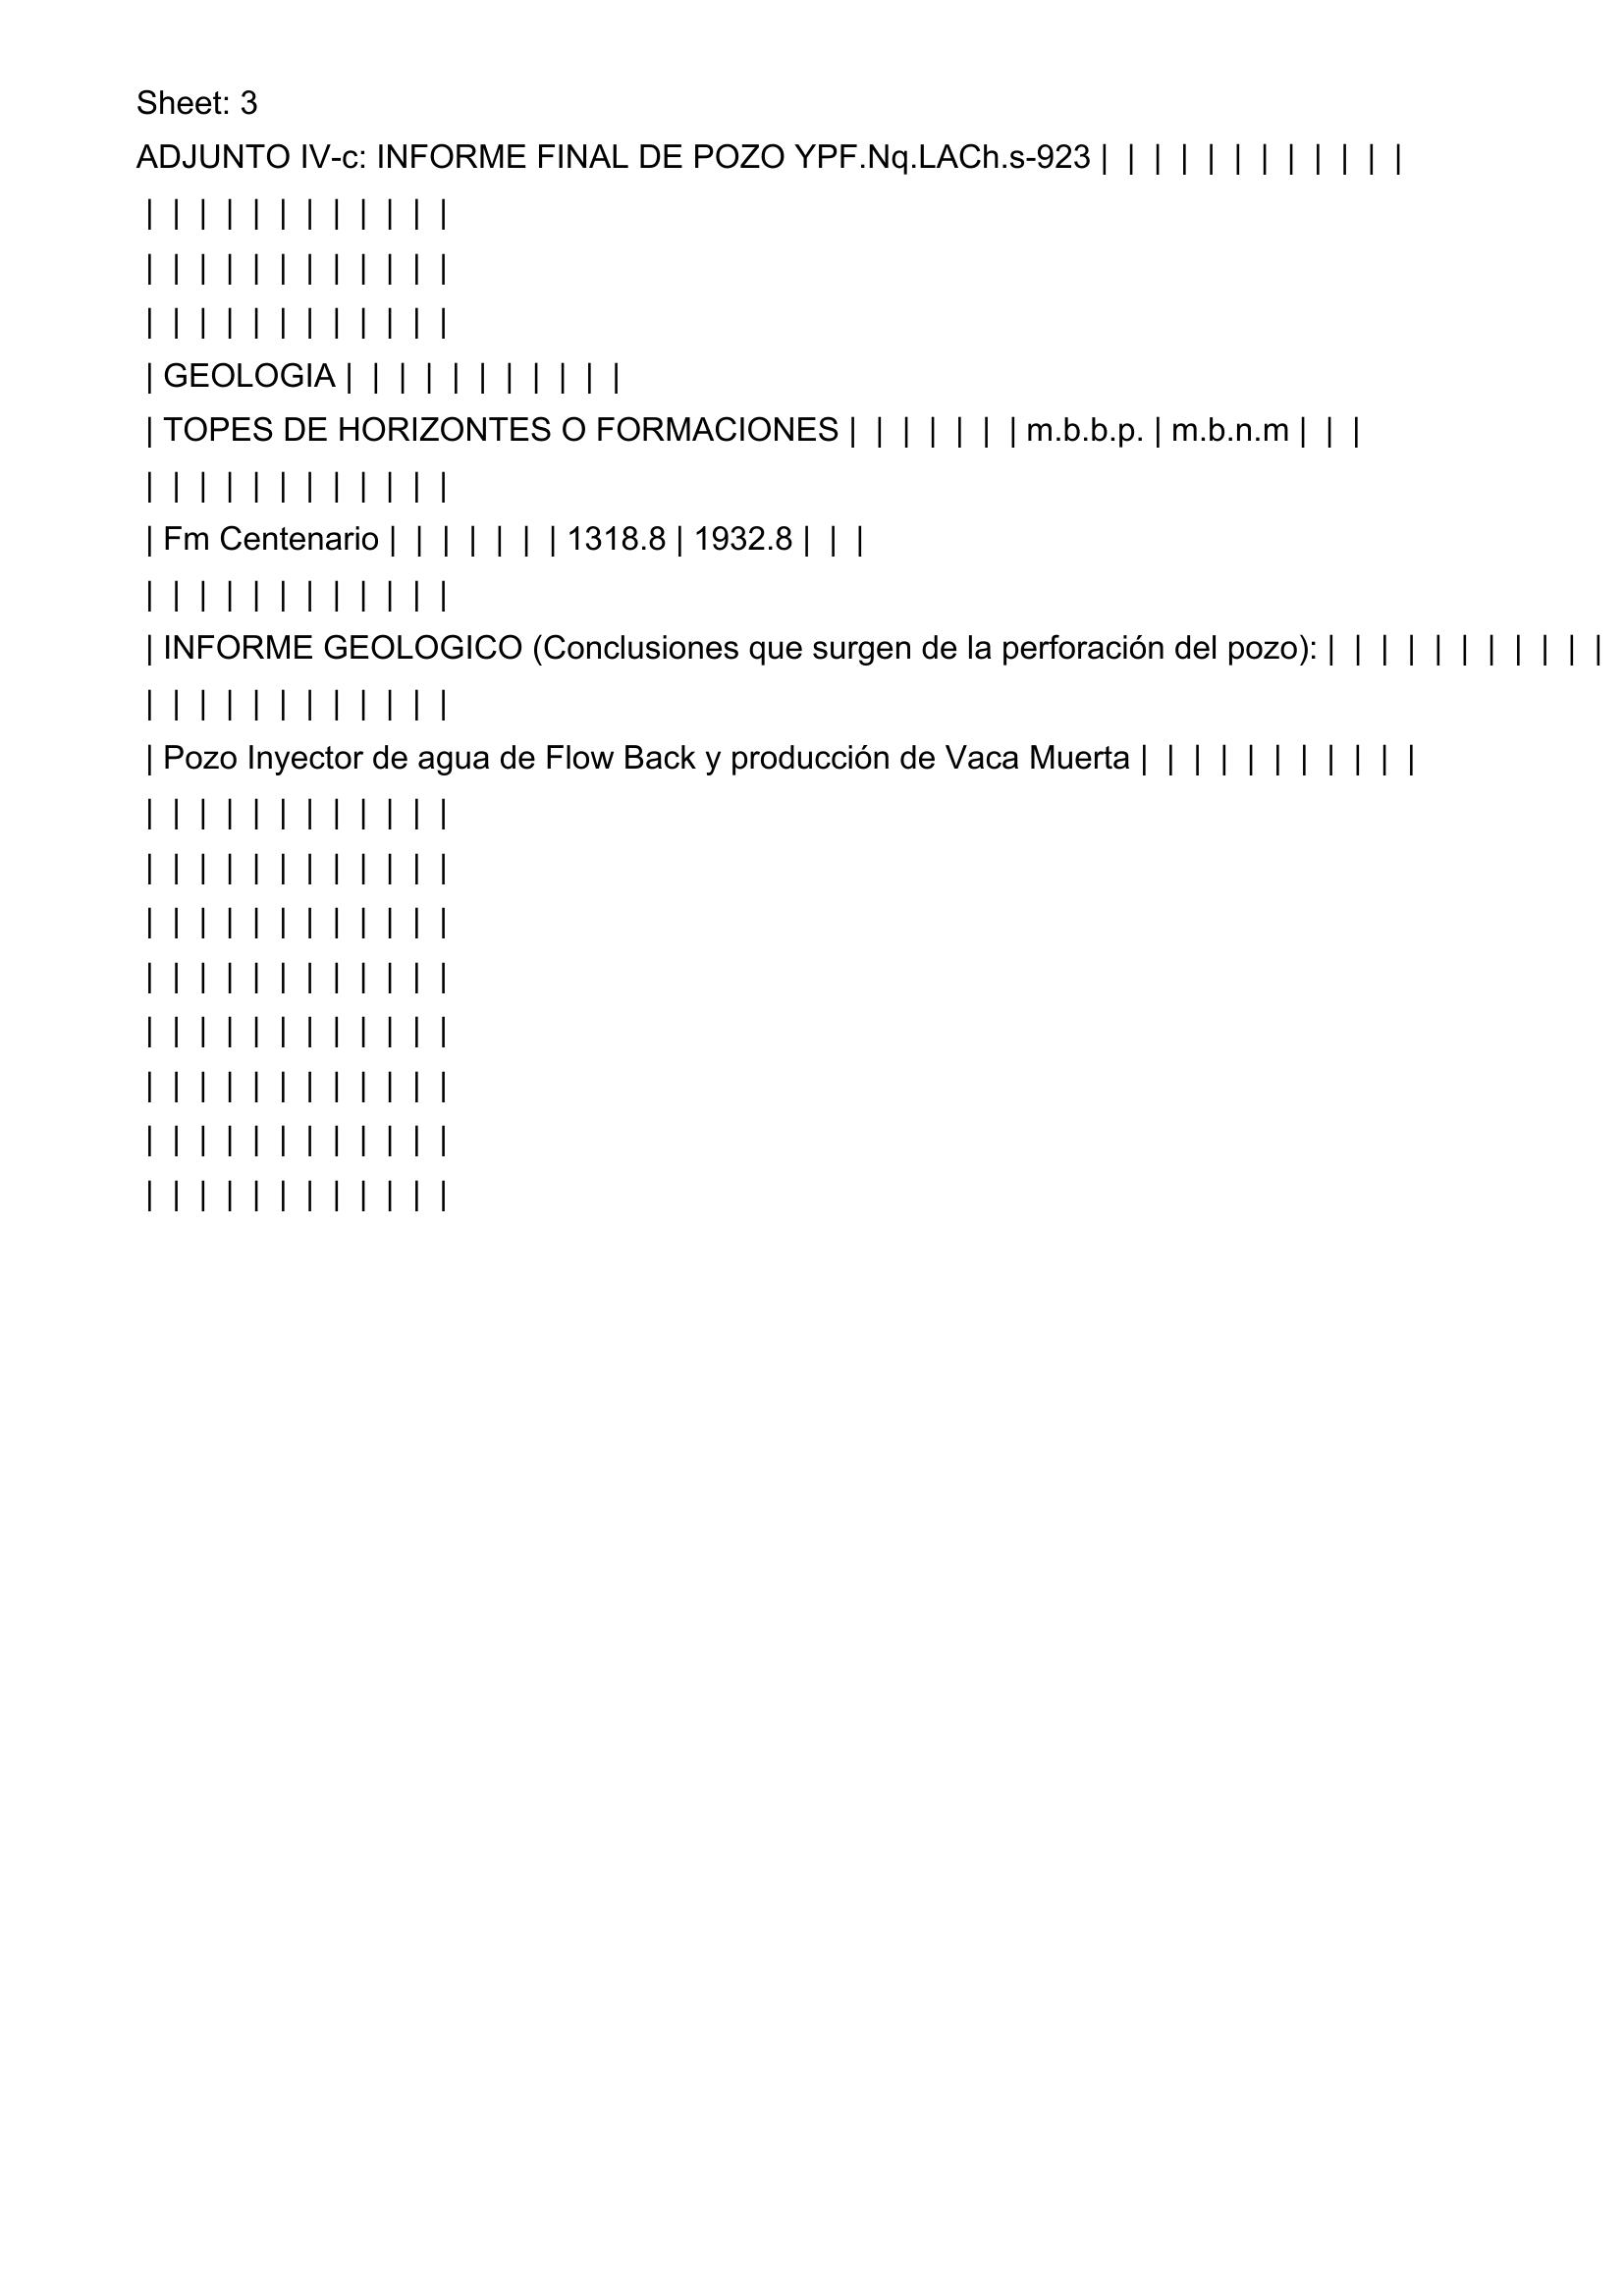 Sheet: 3
ADJUNTO IV-c: INFORME FINAL DE POZO YPF.Nq.LACh.s-923 | | | | | | | | | | | |
| | | | | | | | | | | |
| | | | | | | | | | | |
| | | | | | | | | | | |
| GEOLOGIA | | | | | | | | | | |
| TOPES DE HORIZONTES O FORMACIONES | | | | | | | m.b.b.p. | m.b.n.m | | |
| | | | | | | | | | | |
| Fm Centenario | | | | | | | 1318.8 | 1932.8 | | |
| | | | | | | | | | | |
| INFORME GEOLOGICO (Conclusiones que surgen de la perforación del pozo): | | | | | | | | | | |
| | | | | | | | | | | |
| Pozo Inyector de agua de Flow Back y producción de Vaca Muerta | | | | | | | | | | |
| | | | | | | | | | | |
| | | | | | | | | | | |
| | | | | | | | | | | |
| | | | | | | | | | | |
| | | | | | | | | | | |
| | | | | | | | | | | |
| | | | | | | | | | | |
| | | | | | | | | | | |